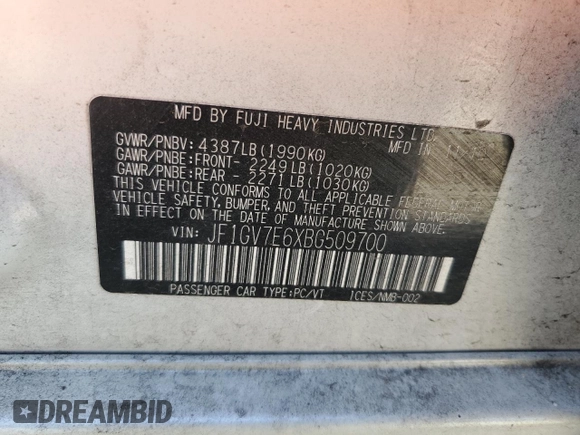 MFD BY FUJI HEAVY INDUSTRIES LTD.
GVWR/PNBV: 4387LB(1990KG) MFD IN:
GAWR/PNBE:FRONT- 2249LB(1020KG)
GAWR/PNBE:REAR - 2271LB(1030KG)
THIS VEHICLE CONFORMS TO ALL APPLICABLE FEDERAL MOTOR
VEHICLE SAFETY, BUMPER, AND THEFT PREVENTION STANDARDS
IN EFFECT ON THE DATE OF MANUFACTURE SHOWN ABOVE.
VIN: JF1GV7E6XBG509700
PASSENGER CAR TYPE:PC/VT ICES/NMB-002
DREAMBID